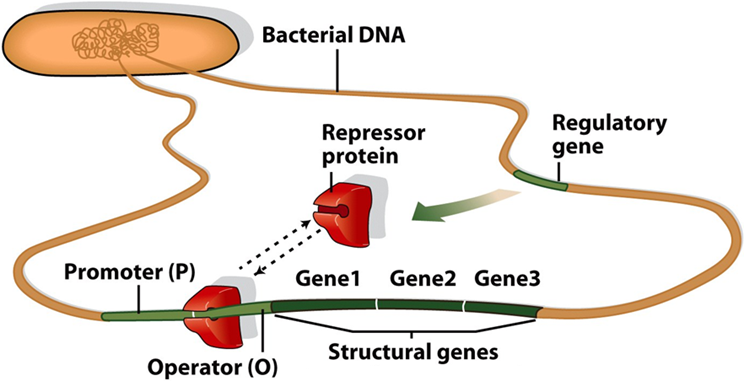 Bacterial DNA
Regulatory
gene
Repressor
protein
Promoter (P)
Gene1
Gene2
Gene3
Operator (O)
Structural genes